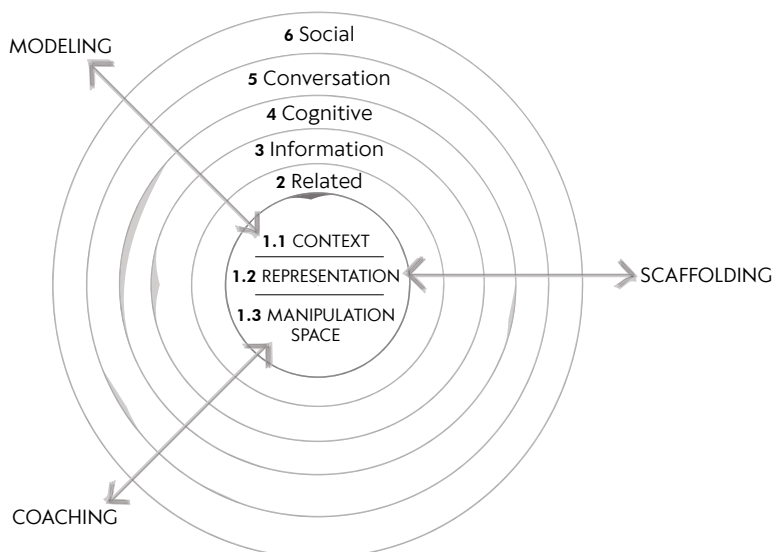 6 Social
MODELING
5 Conversation
4 Cognitive
3 Information
2 Related
1.1 CONTEXT
1.2 REPRESENTATION
SCAFFOLDING
1.3 MANIPULATION
SPACE
COACHING